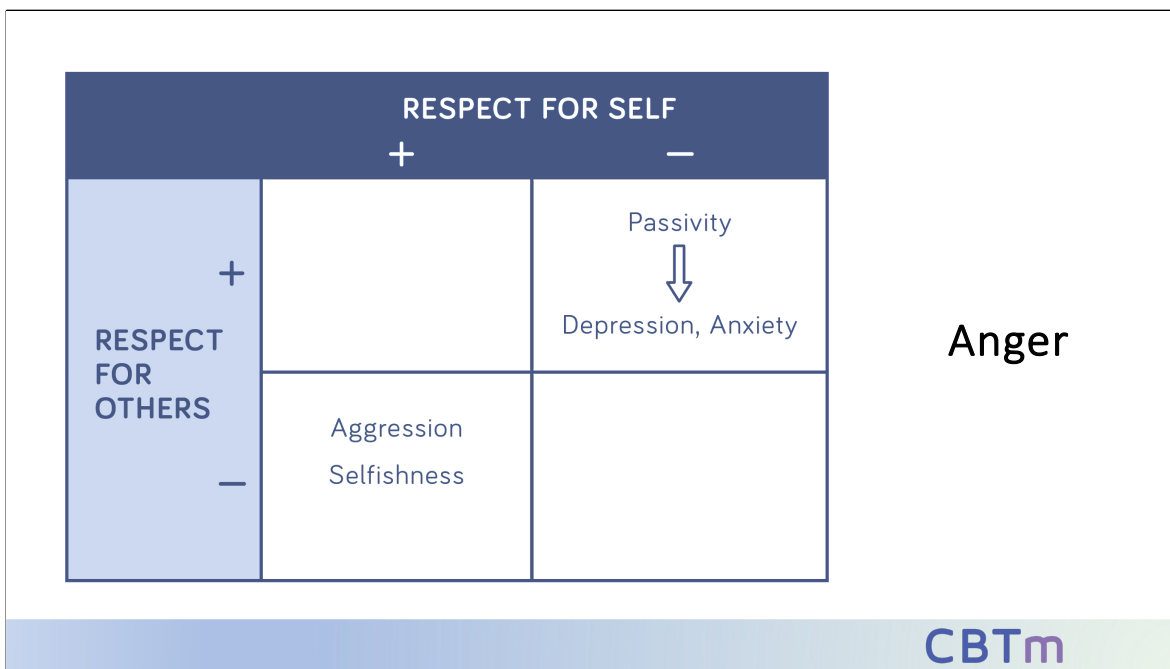 RESPECT FOR SELF
+ −
Passivity
Depression, Anxiety
+
RESPECT
FOR
OTHERS
−
Aggression
Selfishness
Anger
CBTm